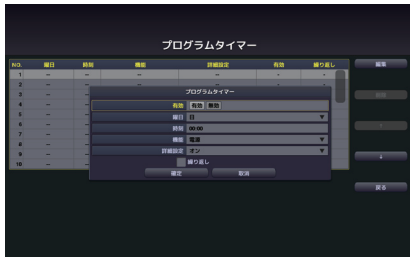 プログラムタイマー
NO. 曜日 時刻 機能 詳細設定 有効 繰り返し 編集
1 -- -- -- -- - -
2 -- --
3 -- 削除
4 --
5 --
6 -- ↑
7 --
8 --
9 -- ↓
10 --
戻る
プログラムタイマー
有効 有効 無効
曜日 日 ▼
時刻 00:00
機能 電源 ▼
詳細設定 オン ▼
繰り返し
確定 取消